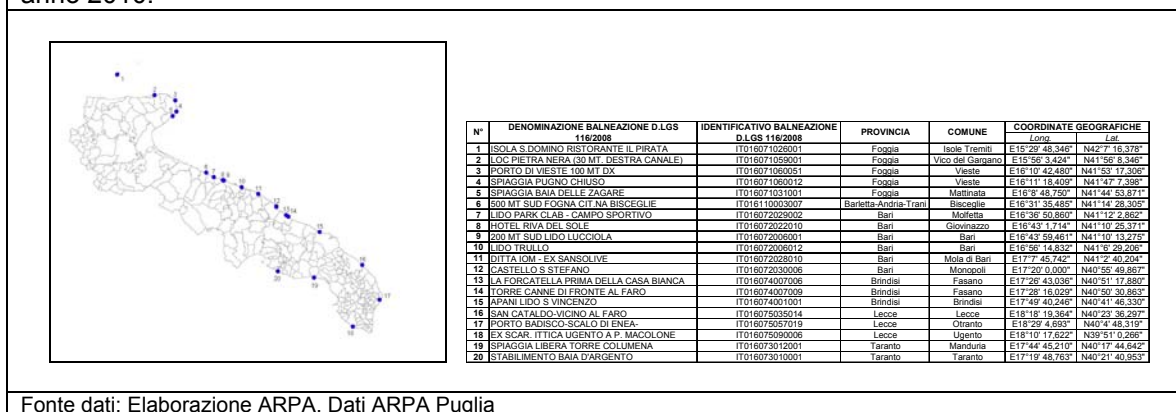 anno 2010.
N° DENOMINAZIONE BALNEAZIONE D.LGS 116/2008 IDENTIFICATIVO BALNEAZIONE D.LGS 116/2008 PROVINCIA COMUNE COORDINATE GEOGRAFICHE
Long. Lat.
1 ISOLA S.DOMINO RISTORANTE IL PIRATA IT016071026001 Foggia Isole Tremiti E15°29' 48,346" N42°7' 16,378"
2 LOC PIETRA NERA (30 MT. DESTRA CANALE) IT016071059001 Foggia Vico del Gargano E15°56' 3,424" N41°56' 8,346"
3 PORTO DI VIESTE 100 MT DX IT016071060051 Foggia Vieste E16°10' 42,480" N41°53' 17,306"
4 SPIAGGIA PUGNO CHIUSO IT016071060012 Foggia Vieste E16°11' 18,409" N41°47' 7,398"
5 SPIAGGIA BAIA DELLE ZAGARE IT016071031001 Foggia Mattinata E16°8' 48,750" N41°44' 53,871"
6 500 MT SUD FOGNA CIT.NA BISCEGLIE IT016110003007 Barletta-Andria-Trani Bisceglie E16°31' 35,485" N41°14' 28,305"
7 LIDO PARK CLAB - CAMPO SPORTIVO IT016072029002 Bari Molfetta E16°36' 50,860" N41°12' 2,862"
8 HOTEL RIVA DEL SOLE IT016072022010 Bari Giovinazzo E16°43' 1,714" N41°10' 25,371"
9 200 MT SUD LIDO LUCCIOLA IT016072006001 Bari Bari E16°43' 59,461" N41°10' 13,275"
10 LIDO TRULLO IT016072006012 Bari Bari E16°56' 14,832" N41°6' 29,206"
11 DITTA IOM - EX SANSOLIVE IT016072028010 Bari Mola di Bari E17°7' 45,742" N41°2' 40,204"
12 CASTELLO S STEFANO IT016072030006 Bari Monopoli E17°20' 0,000" N40°55' 49,867"
13 LA FORCATELLA PRIMA DELLA CASA BIANCA IT016074007006 Brindisi Fasano E17°26' 43,036" N40°51' 17,880"
14 TORRE CANNE DI FRONTE AL FARO IT016074007009 Brindisi Fasano E17°28' 16,029" N40°50' 30,863"
15 APANI LIDO S VINCENZO IT016074001001 Brindisi Brindisi E17°49' 40,246" N40°41' 46,330"
16 SAN CATALDO-VICINO AL FARO IT016075035014 Lecce Lecce E18°18' 19,364" N40°23' 36,297"
17 PORTO BADISCO-SCALO DI ENEA- IT016075057019 Lecce Otranto E18°29' 4,693" N40°4' 48,319"
18 EX SCAR. ITTICA UGENTO A P. MACOLONE IT016075090006 Lecce Ugento E18°10' 17,622" N39°51' 0,266"
19 SPIAGGIA LIBERA TORRE COLUMENA IT016073012001 Taranto Manduria E17°44' 45,210" N40°17' 44,642"
20 STABILIMENTO BAIA D'ARGENTO IT016073010001 Taranto Taranto E17°19' 48,763" N40°21' 40,953"
Fonte dati: Elaborazione ARPA. Dati ARPA Puglia